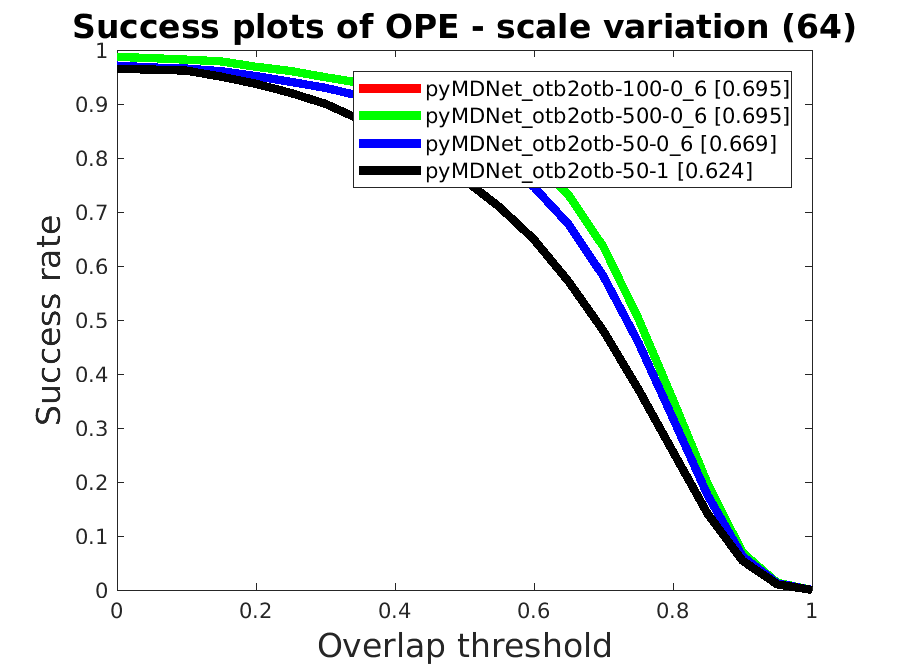 Success plots of OPE - scale variation (64)
1
0.9
0.8
0.7
0.6
0.5
0.4
0.3
0.2
0.1
0
Success rate
pyMDNet_otb2otb-100-0_6 [0.695]
pyMDNet_otb2otb-500-0_6 [0.695]
pyMDNet_otb2otb-50-0_6 [0.669]
pyMDNet_otb2otb-50-1 [0.624]
0 0.2 0.4 0.6 0.8 1
Overlap threshold